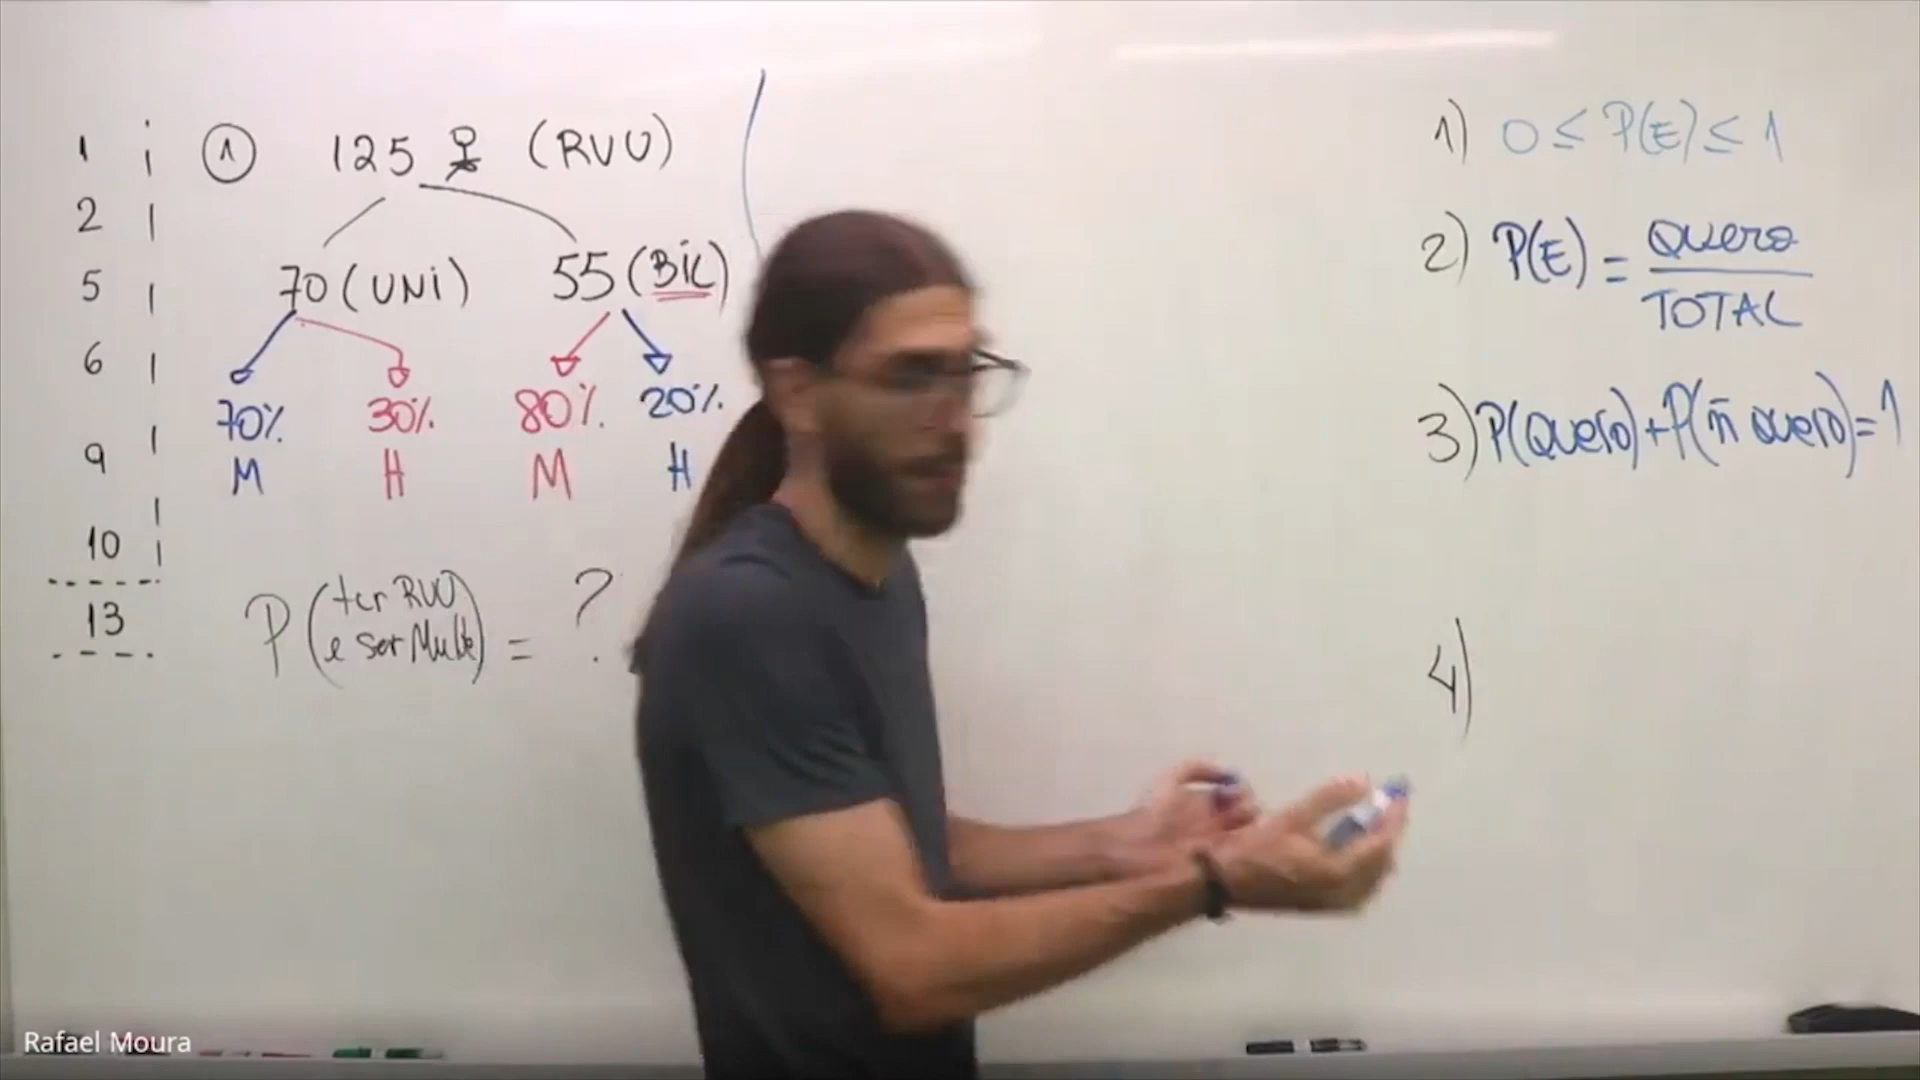 1
2
5
6
9
10
13
① 125 (RVU)
70 (UNi) 55 (BiL)
70% 30% 80% 20%
M H M H
P(ter RVU e ser Mulhe) = ?
1) 0 ≤ P(E) ≤ 1
2) P(E) = QUERO
TOTAL
3) P(QUERO) + P(ñ QUERO) = 1
4)
Rafael Moura